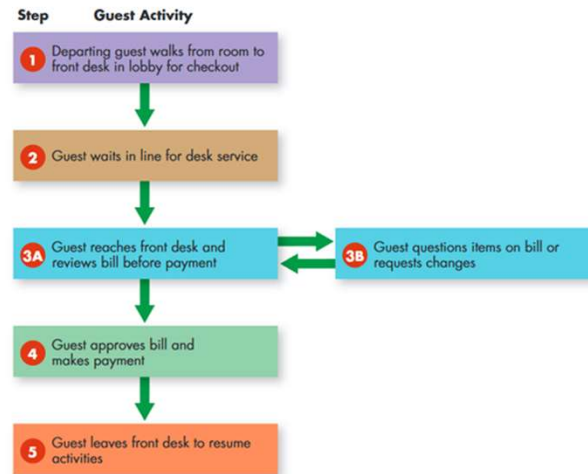 Step Guest Activity
1 Departing guest walks from room to
front desk in lobby for checkout
2 Guest waits in line for desk service
3A Guest reaches front desk and
reviews bill before payment
3B Guest questions items on bill or
requests changes
4 Guest approves bill and
makes payment
5 Guest leaves front desk to resume
activities